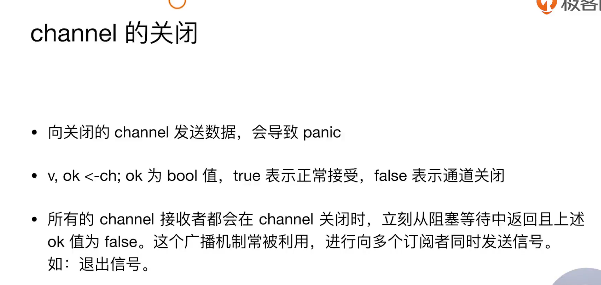 极客
channel 的关闭
• 向关闭的 channel 发送数据，会导致 panic
• v, ok <-ch; ok 为 bool 值，true 表示正常接受，false 表示通道关闭
• 所有的 channel 接收者都会在 channel 关闭时，立刻从阻塞等待中返回且上述
ok 值为 false。这个广播机制常被利用，进行向多个订阅者同时发送信号。
如：退出信号。